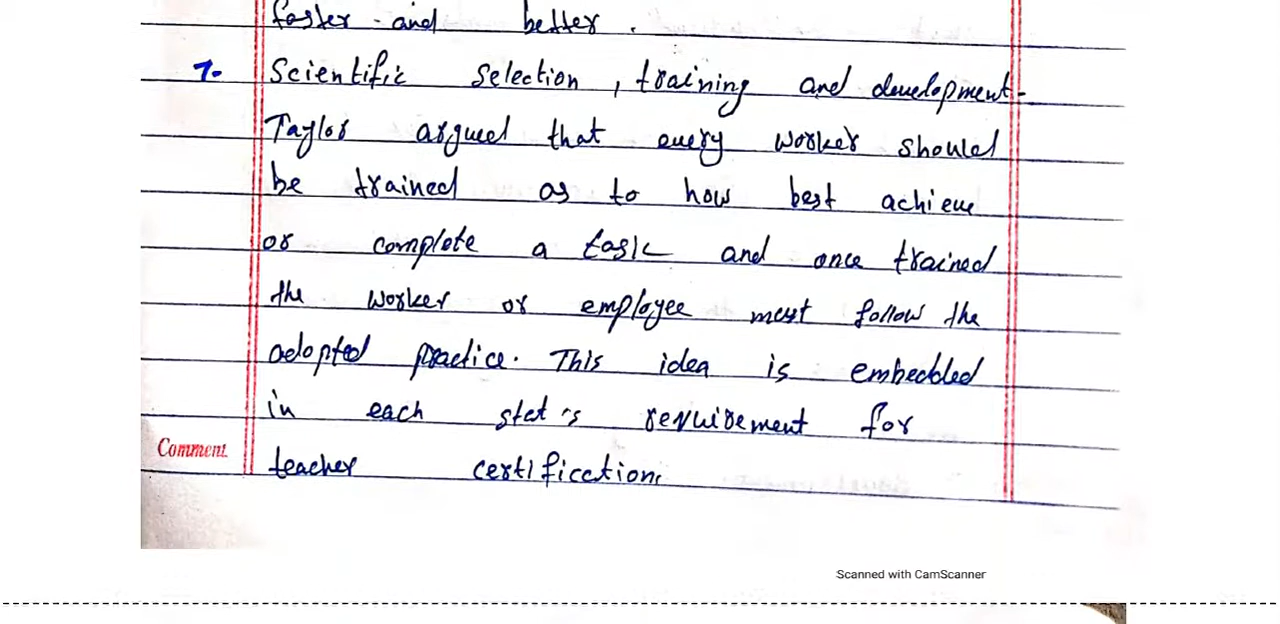 faster and better.
7- Scientific selection, training and development-
Taylor argued that every worker should
be trained as to how best achieve
or complete a task and once trained
the worker or employee must follow the
adopted practice. This idea is embedded
in each stat's requirement for
Comment teacher certification.
Scanned with CamScanner